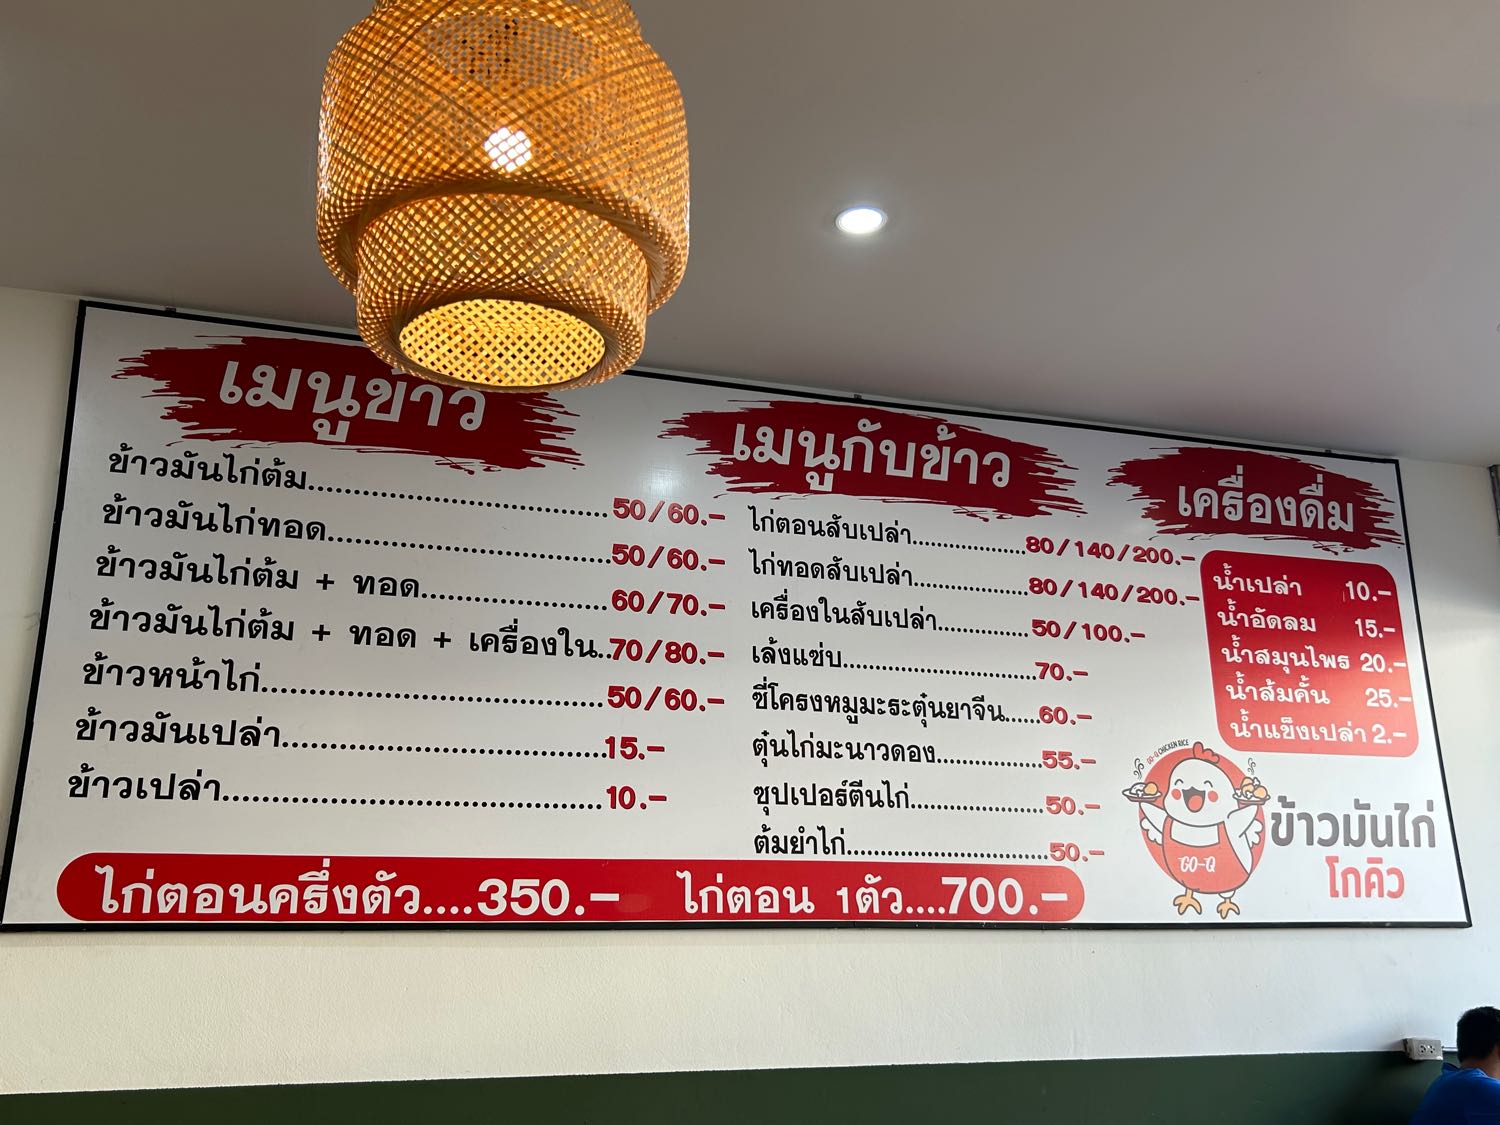 เมนูข้าว
ข้าวมันไก่ต้ม....................................50/60.-
ข้าวมันไก่ทอด..................................50/60.-
ข้าวมันไก่ต้ม + ทอด......................60/70.-
ข้าวมันไก่ต้ม + ทอด + เครื่องใน..70/80.-
ข้าวหน้าไก่.........................................50/60.-
ข้าวมันเปล่า......................................15.-
ข้าวเปล่า.............................................10.-
เมนูกับข้าว
ไก่ตอนสับเปล่า....................80/140/200.-
ไก่ทอดสับเปล่า....................80/140/200.-
เครื่องในสับเปล่า................50/100.-
เล้งแซ่บ..................................70.-
ซี่โครงหมูมะระตุ๋นยาจีน......60.-
ตุ๋นไก่มะนาวดอง...................55.-
ซุปเปอร์ตีนไก่........................50.-
ต้มยำไก่...................................50.-
เครื่องดื่ม
น้ำเปล่า 10.-
น้ำอัดลม 15.-
น้ำสมุนไพร 20.-
น้ำส้มคั้น 25.-
น้ำแข็งเปล่า 2.-
GO-Q CHICKEN RICE
GO-Q
ข้าวมันไก่
โกคิว
ไก่ตอนครึ่งตัว....350.- ไก่ตอน 1ตัว....700.-